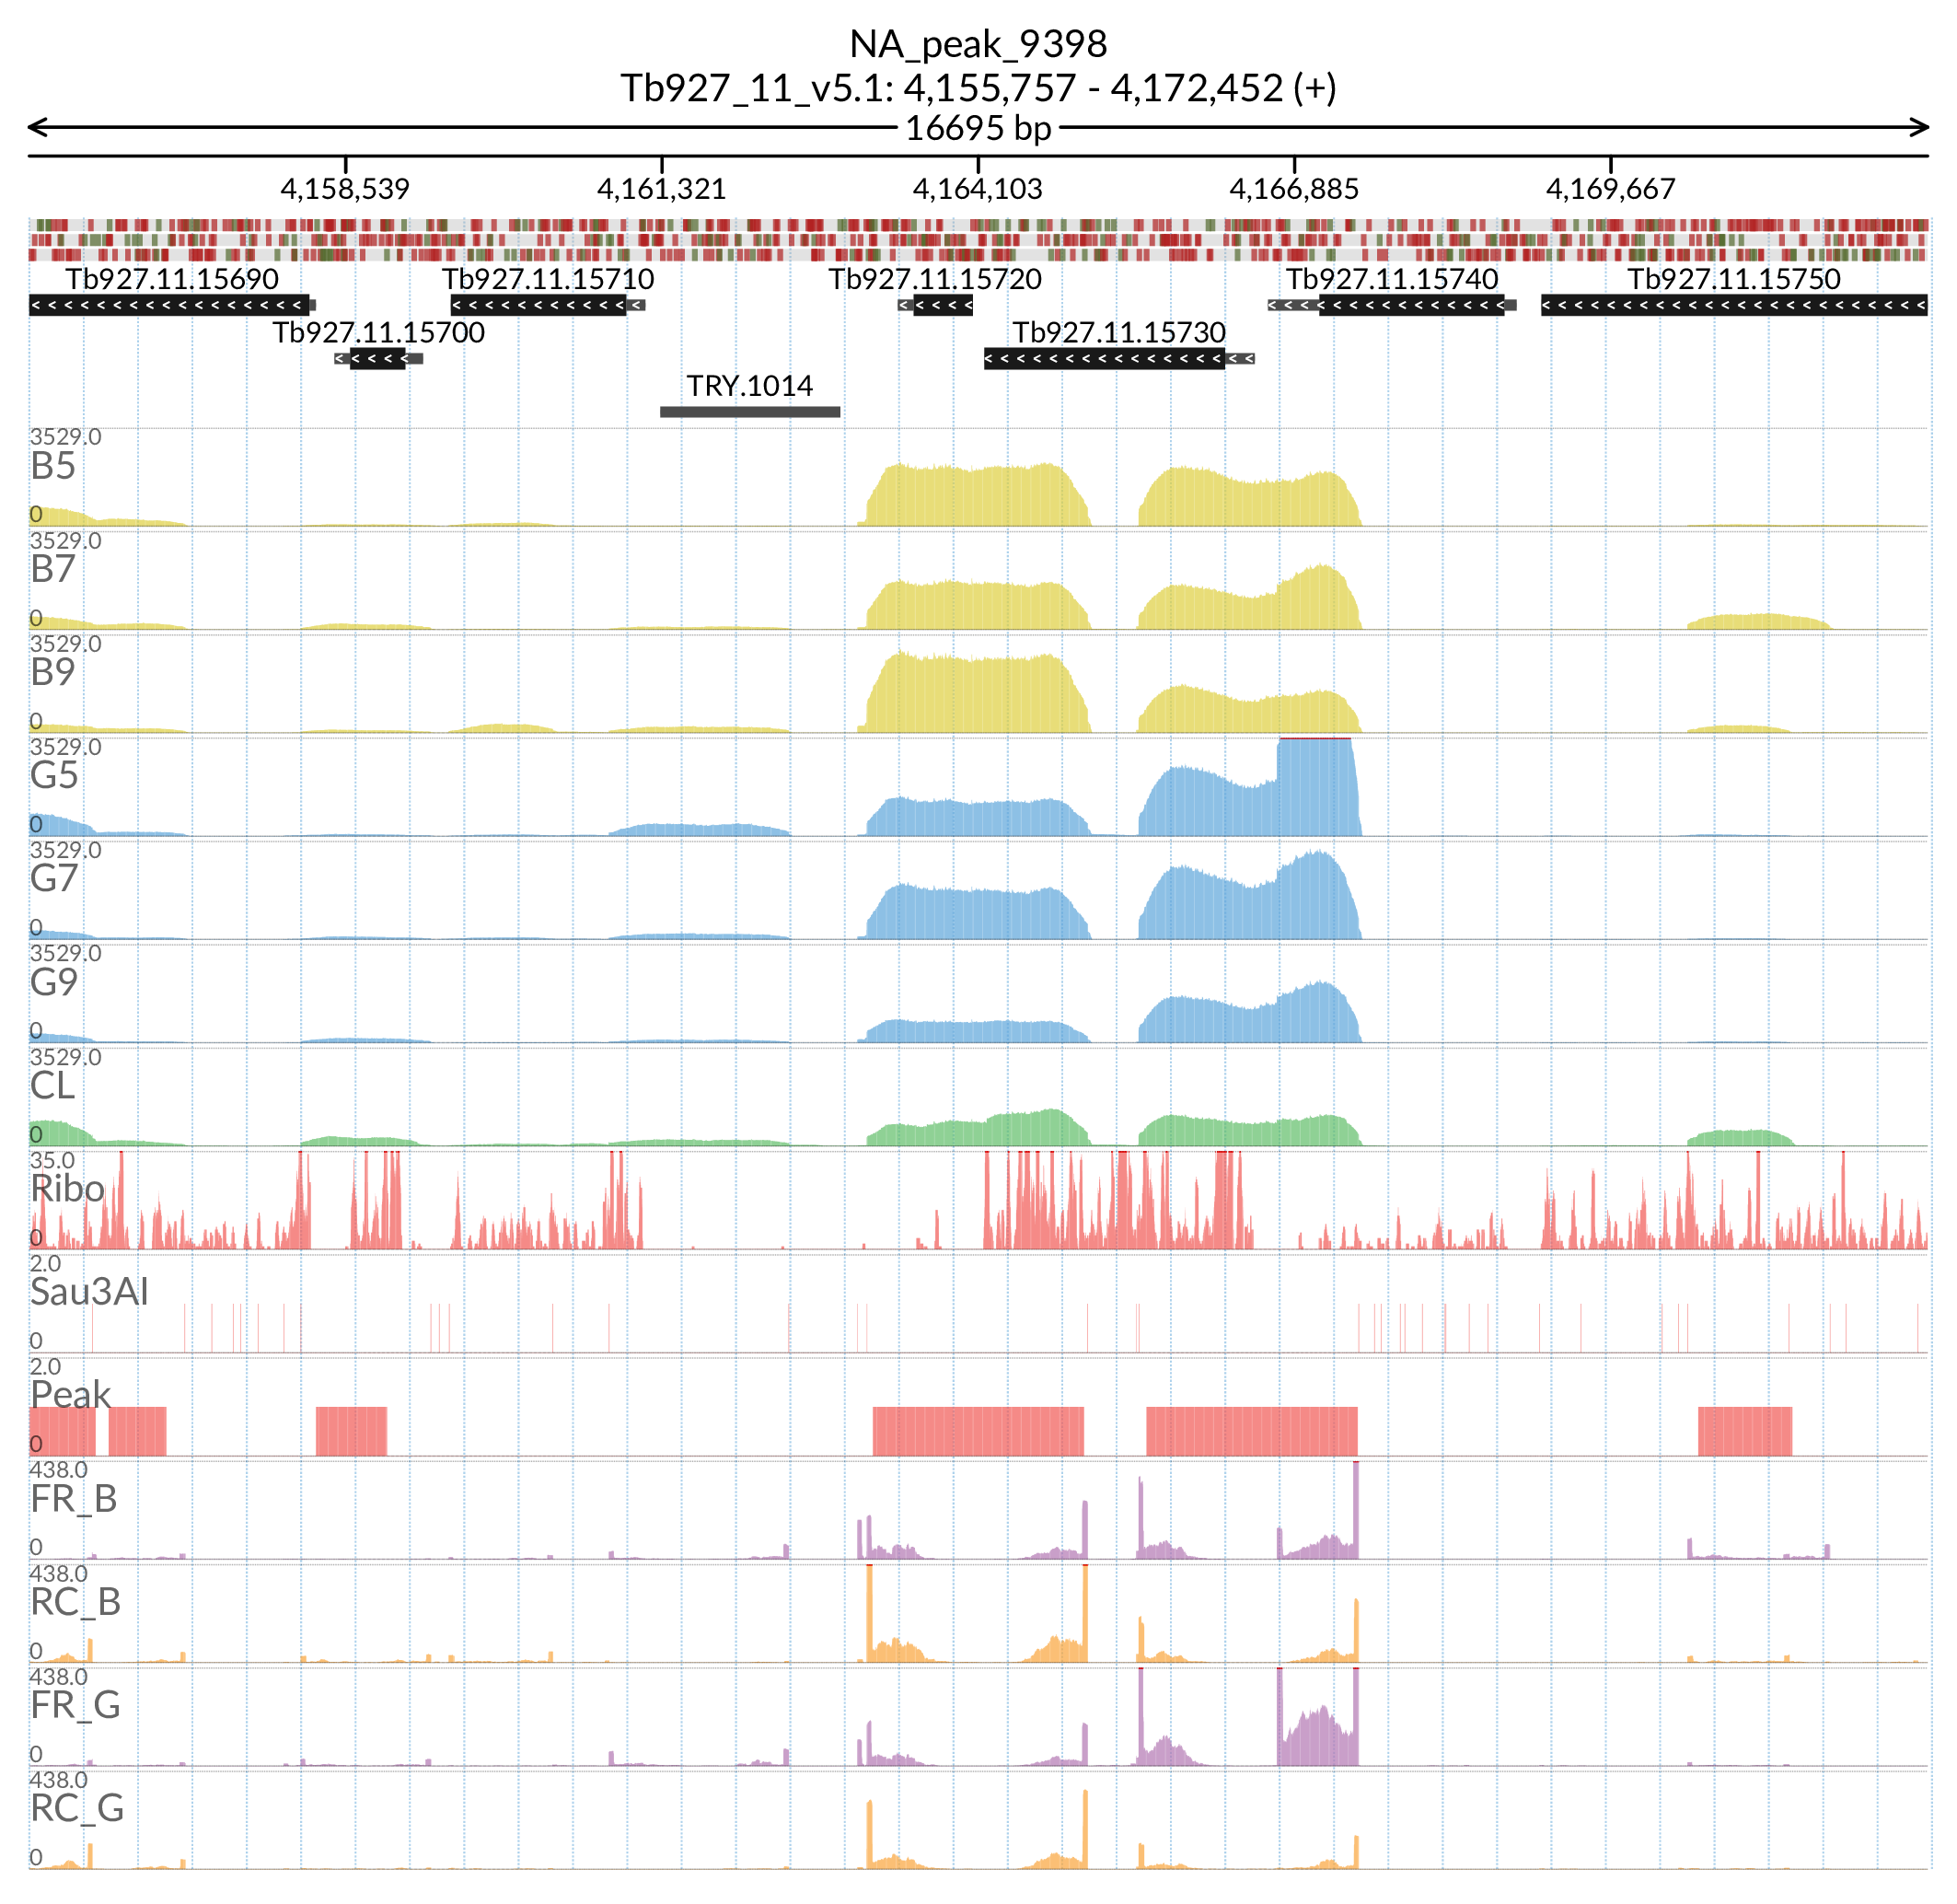 NA_peak_9398
Tb927_11_v5.1: 4,155,757 - 4,172,452 (+)
16695 bp
4,158,539 4,161,321 4,164,103 4,166,885 4,169,667
Tb927.11.15690 Tb927.11.15710 Tb927.11.15720 Tb927.11.15740 Tb927.11.15750
Tb927.11.15700 Tb927.11.15730
TRY.1014
3529.0
B5
0
3529.0
B7
0
3529.0
B9
0
3529.0
G5
0
3529.0
G7
0
3529.0
G9
0
3529.0
CL
0
35.0
Ribo
0
2.0
Sau3AI
0
2.0
Peak
0
438.0
FR_B
0
438.0
RC_B
0
438.0
FR_G
0
438.0
RC_G
0